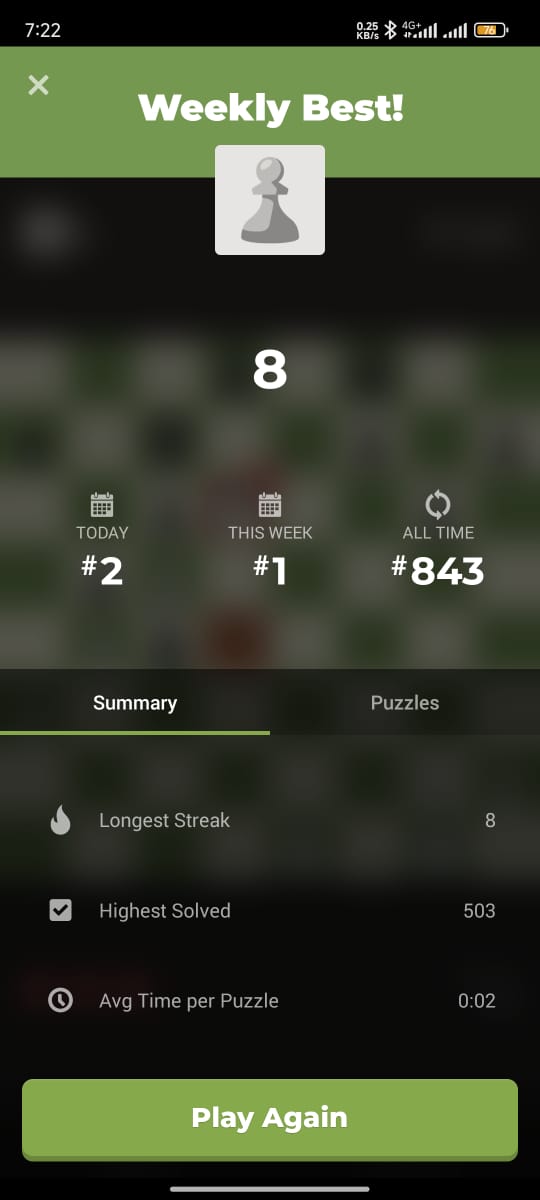 7:22
0.25 KB/s 4G+ 76
Weekly Best!
8
TODAY THIS WEEK ALL TIME
#2 #1 #843
Summary Puzzles
Longest Streak 8
Highest Solved 503
Avg Time per Puzzle 0:02
Play Again